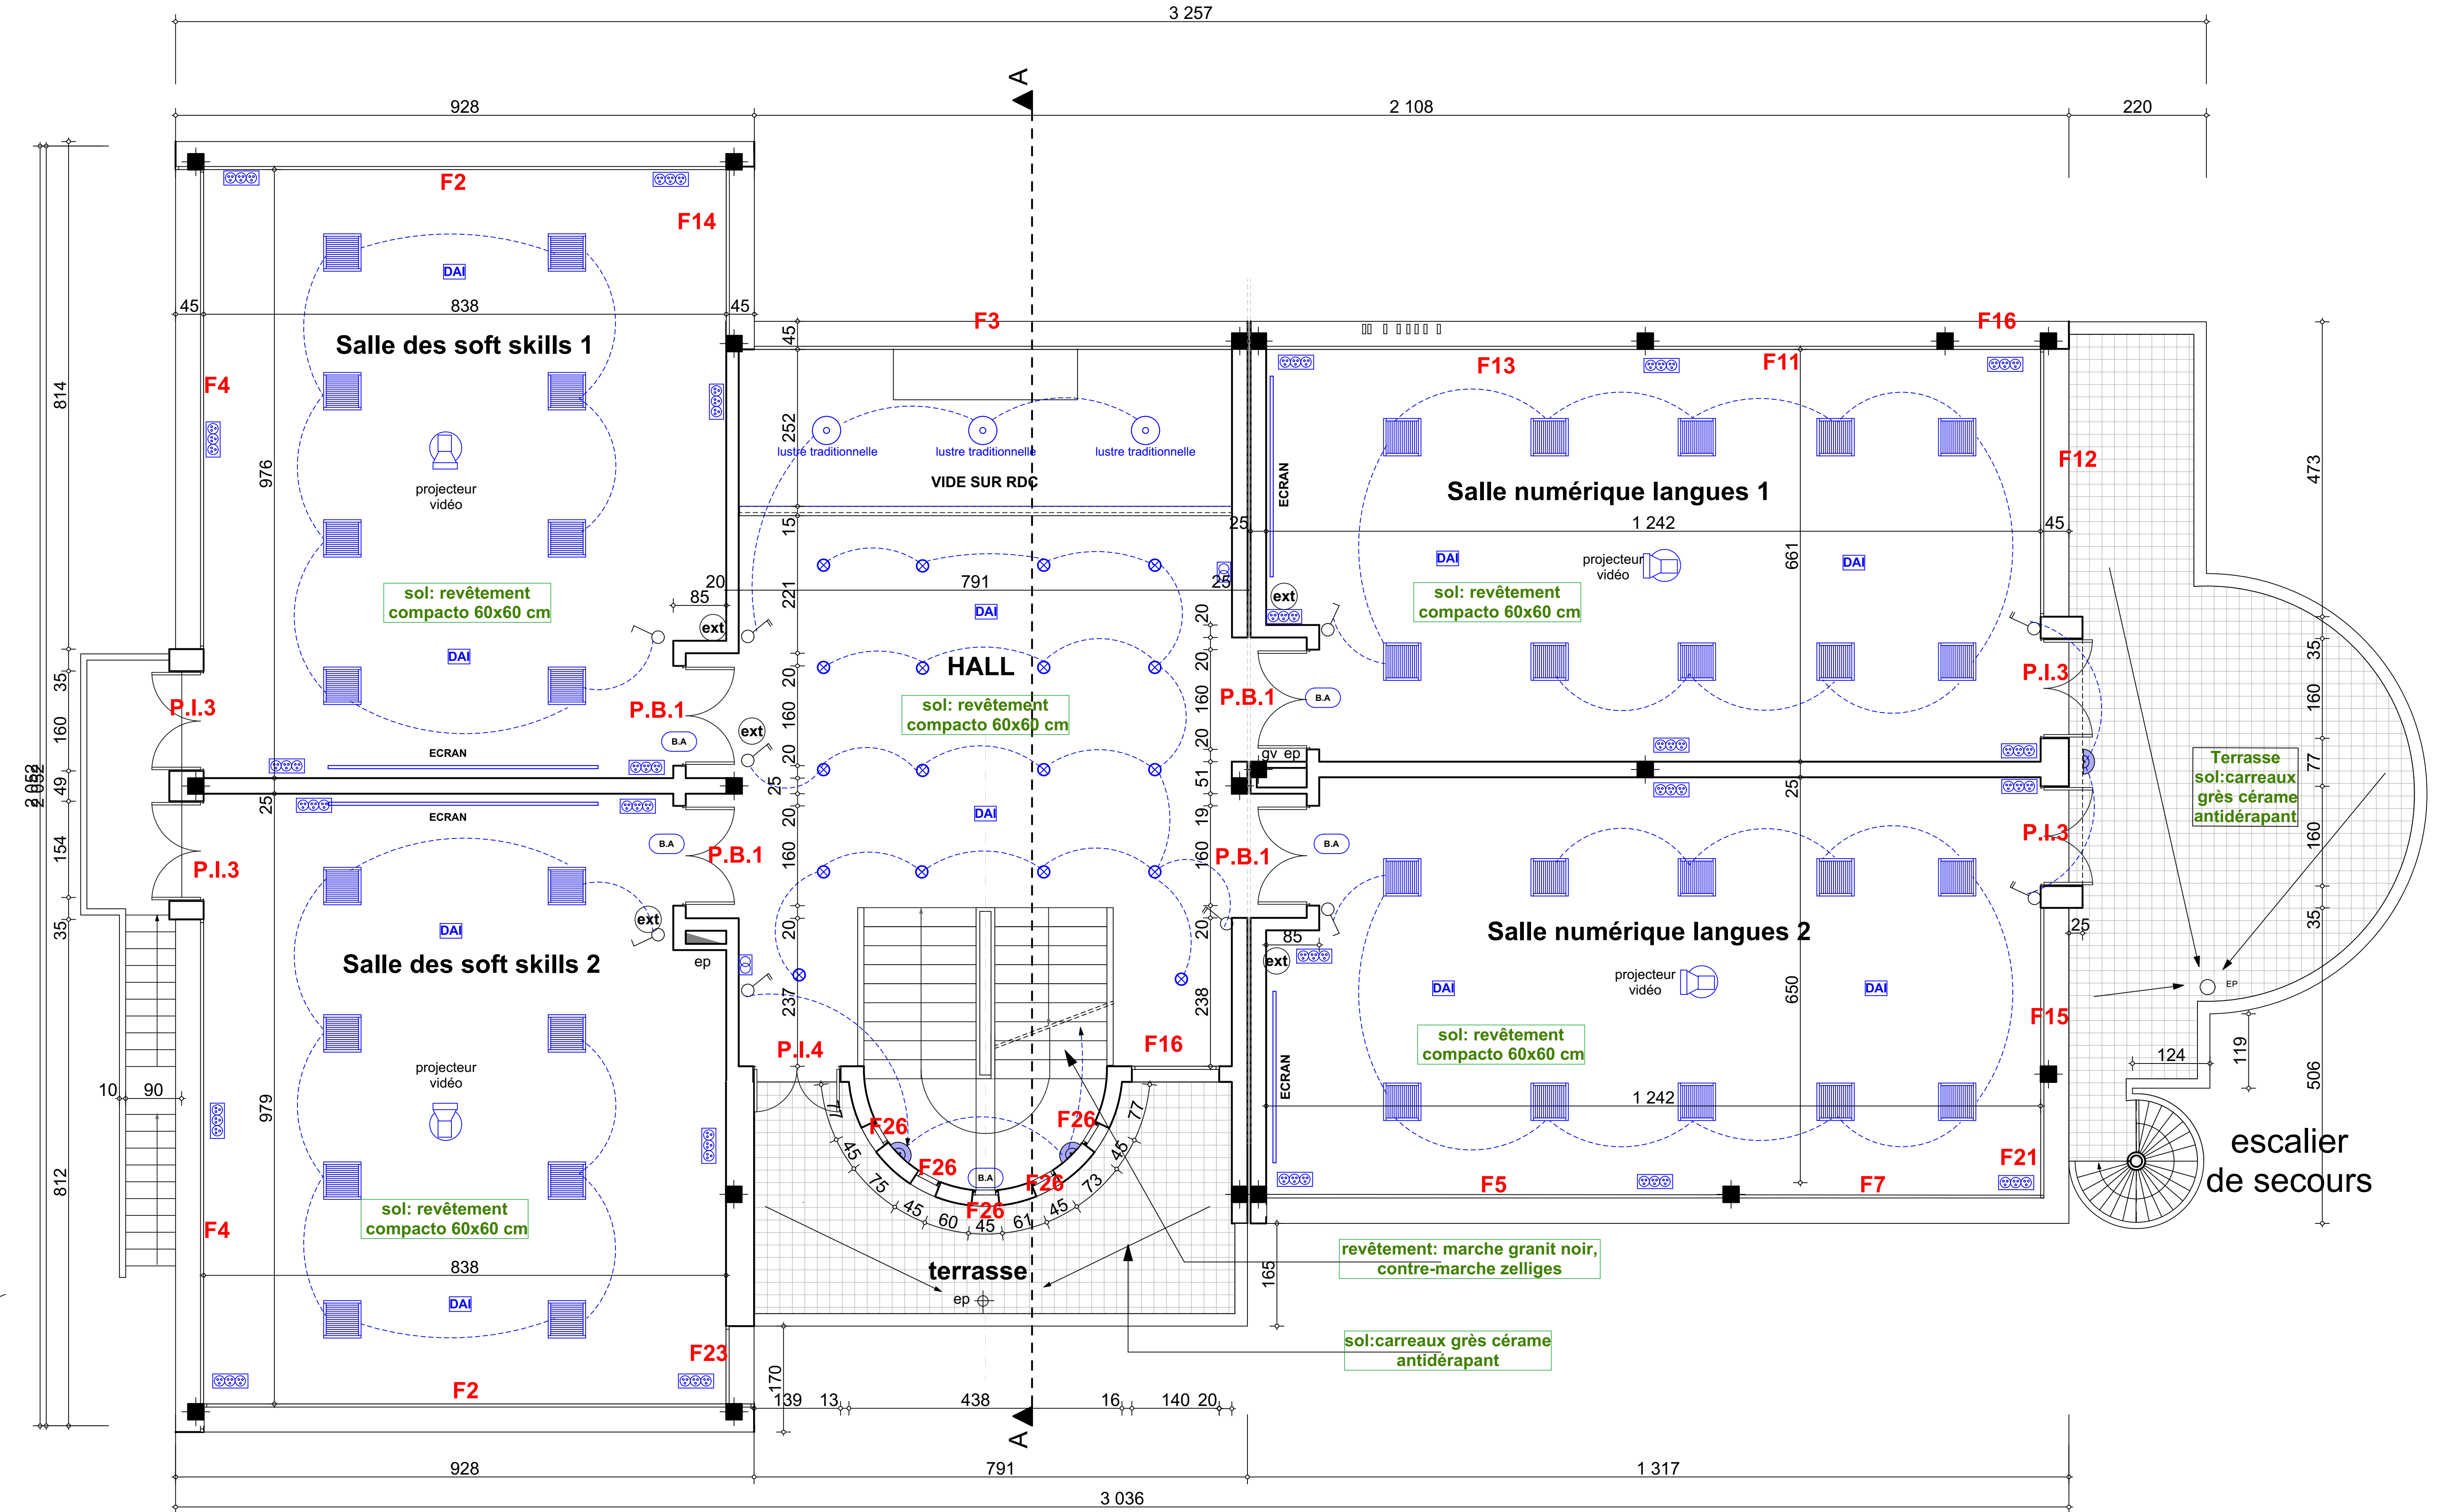 3 257
A
928
2 108
220
F2
F14
DAI
45
838
45
Salle des soft skills 1
F3
F16
45
F13
F11
F4
814
252
lustre traditionnelle
lustre traditionnelle
lustre traditionnelle
VIDE SUR RDC
ECRAN
F12
473
976
projecteur
vidéo
Salle numérique langues 1
15
25
1 242
45
DAI
projecteur
vidéo
DAI
661
20
791
25
sol: revêtement
compacto 60x60 cm
85
221
DAI
ext
sol: revêtement
compacto 60x60 cm
20
ext
DAI
HALL
20
20
35
35
P.I.3
P.B.1
sol: revêtement
compacto 60x60 cm
P.B.1
B.A
P.I.3
160
160
160
160
ext
B.A
20
20
ECRAN
gv
ep
Terrasse
sol:carreaux
grès cérame
antidérapant
77
2 052
49
25
25
51
25
ECRAN
DAI
20
19
154
B.A
P.B.1
160
P.B.1
160
B.A
P.I.3
160
P.I.3
ext
35
20
20
35
25
DAI
Salle des soft skills 2
ep
Salle numérique langues 2
85
ext
projecteur
vidéo
DAI
DAI
650
EP
237
238
F15
P.I.4
F16
sol: revêtement
compacto 60x60 cm
124
119
506
projecteur
vidéo
ECRAN
10
90
979
1 242
77
F26
F26
77
45
45
F26
B.A
F26
75
73
F26
45
60
45
61
45
escalier
de secours
F21
F5
F7
812
sol: revêtement
compacto 60x60 cm
F4
838
terrasse
ep
165
revêtement: marche granit noir,
contre-marche zelliges
DAI
F23
sol:carreaux grès cérame
antidérapant
F2
170
139
13
438
16
140
20
A
928
791
1 317
3 036